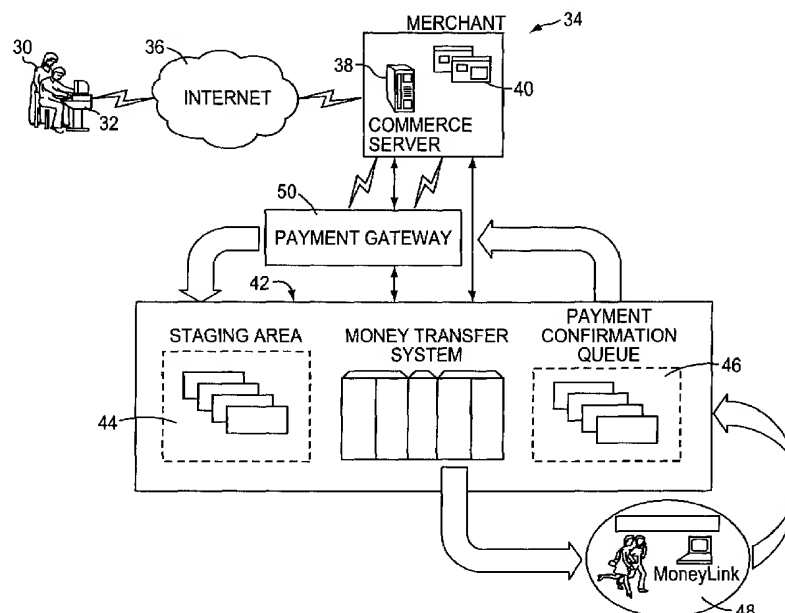 MERCHANT
34
30
36
38
40
INTERNET
32
COMMERCE
SERVER
50
PAYMENT GATEWAY
42
STAGING AREA
MONEY TRANSFER
SYSTEM
PAYMENT
CONFIRMATION
QUEUE
46
44
MoneyLink
48